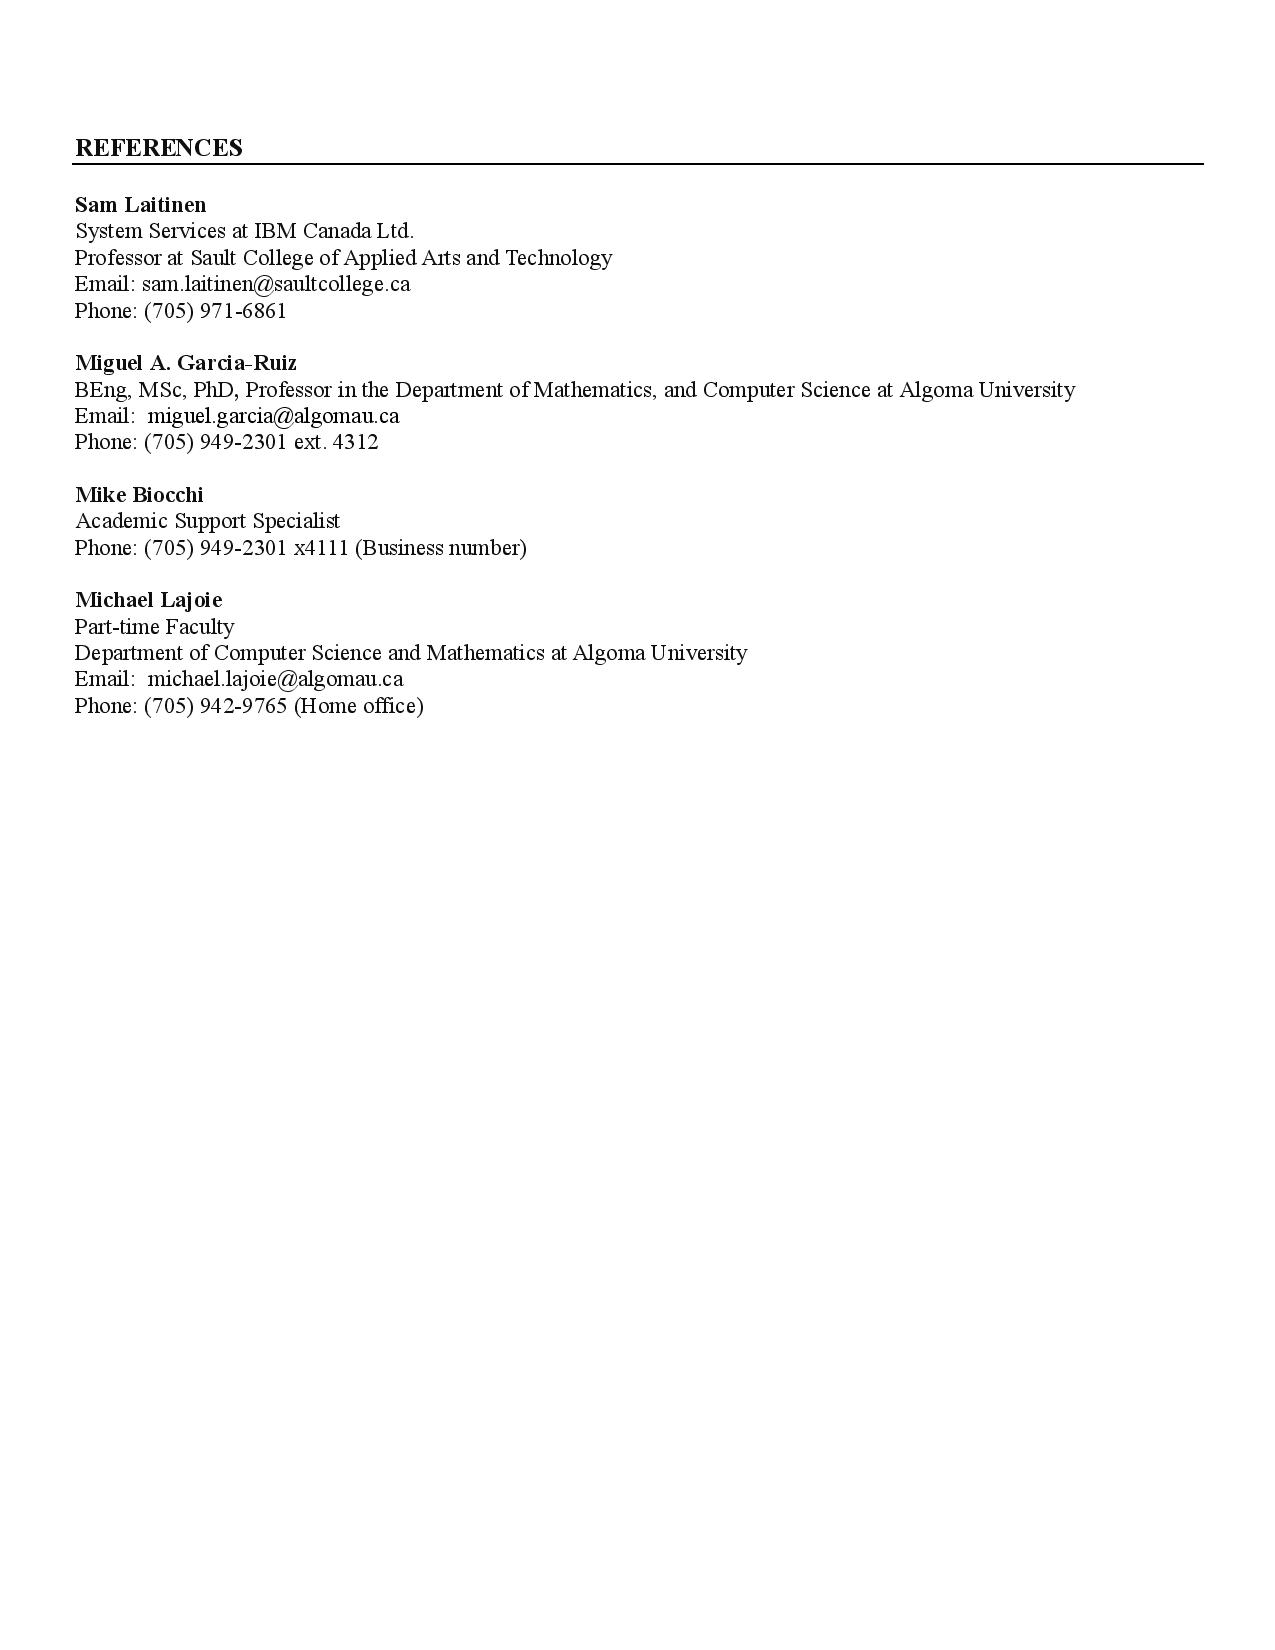 REFERENCES
Sam Laitinen
System Services at IBM Canada Ltd.
Professor at Sault College of Applied Arts and Technology
Email: sam.laitinen@saultcollege.ca
Phone: (705) 971-6861
Miguel A. Garcia-Ruiz
BEng, MSc, PhD, Professor in the Department of Mathematics, and Computer Science at Algoma University
Email:  miguel.garcia@algomau.ca
Phone: (705) 949-2301 ext. 4312
Mike Biocchi
Academic Support Specialist
Phone: (705) 949-2301 x4111 (Business number)
Michael Lajoie
Part-time Faculty
Department of Computer Science and Mathematics at Algoma University
Email:  michael.lajoie@algomau.ca
Phone: (705) 942-9765 (Home office)